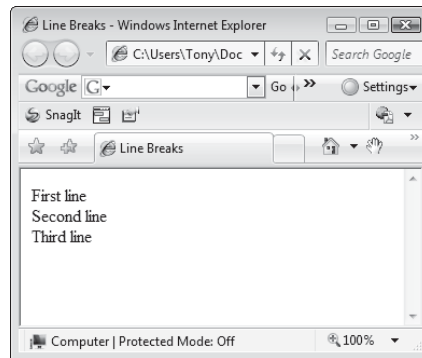 Line Breaks - Windows Internet Explorer
C:\Users\Tony\Doc Search Google
Google G Go Settings
SnagIt
Line Breaks
First line
Second line
Third line
Computer | Protected Mode: Off 100%